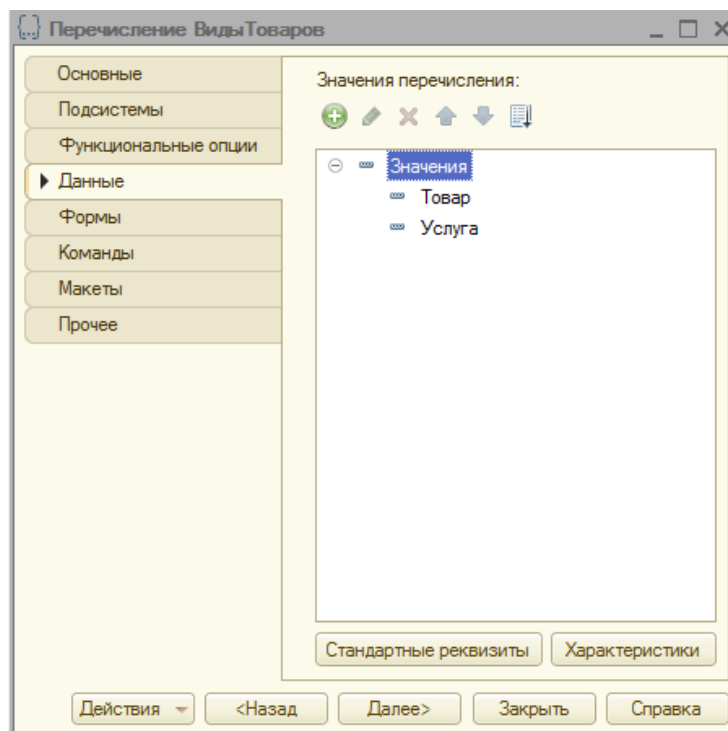 Перечисление ВидыТоваров
Основные
Подсистемы
Функциональные опции
Данные
Формы
Команды
Макеты
Прочее
Значения перечисления:
Значения
Товар
Услуга
Стандартные реквизиты
Характеристики
Действия
<Назад
Далее>
Закрыть
Справка